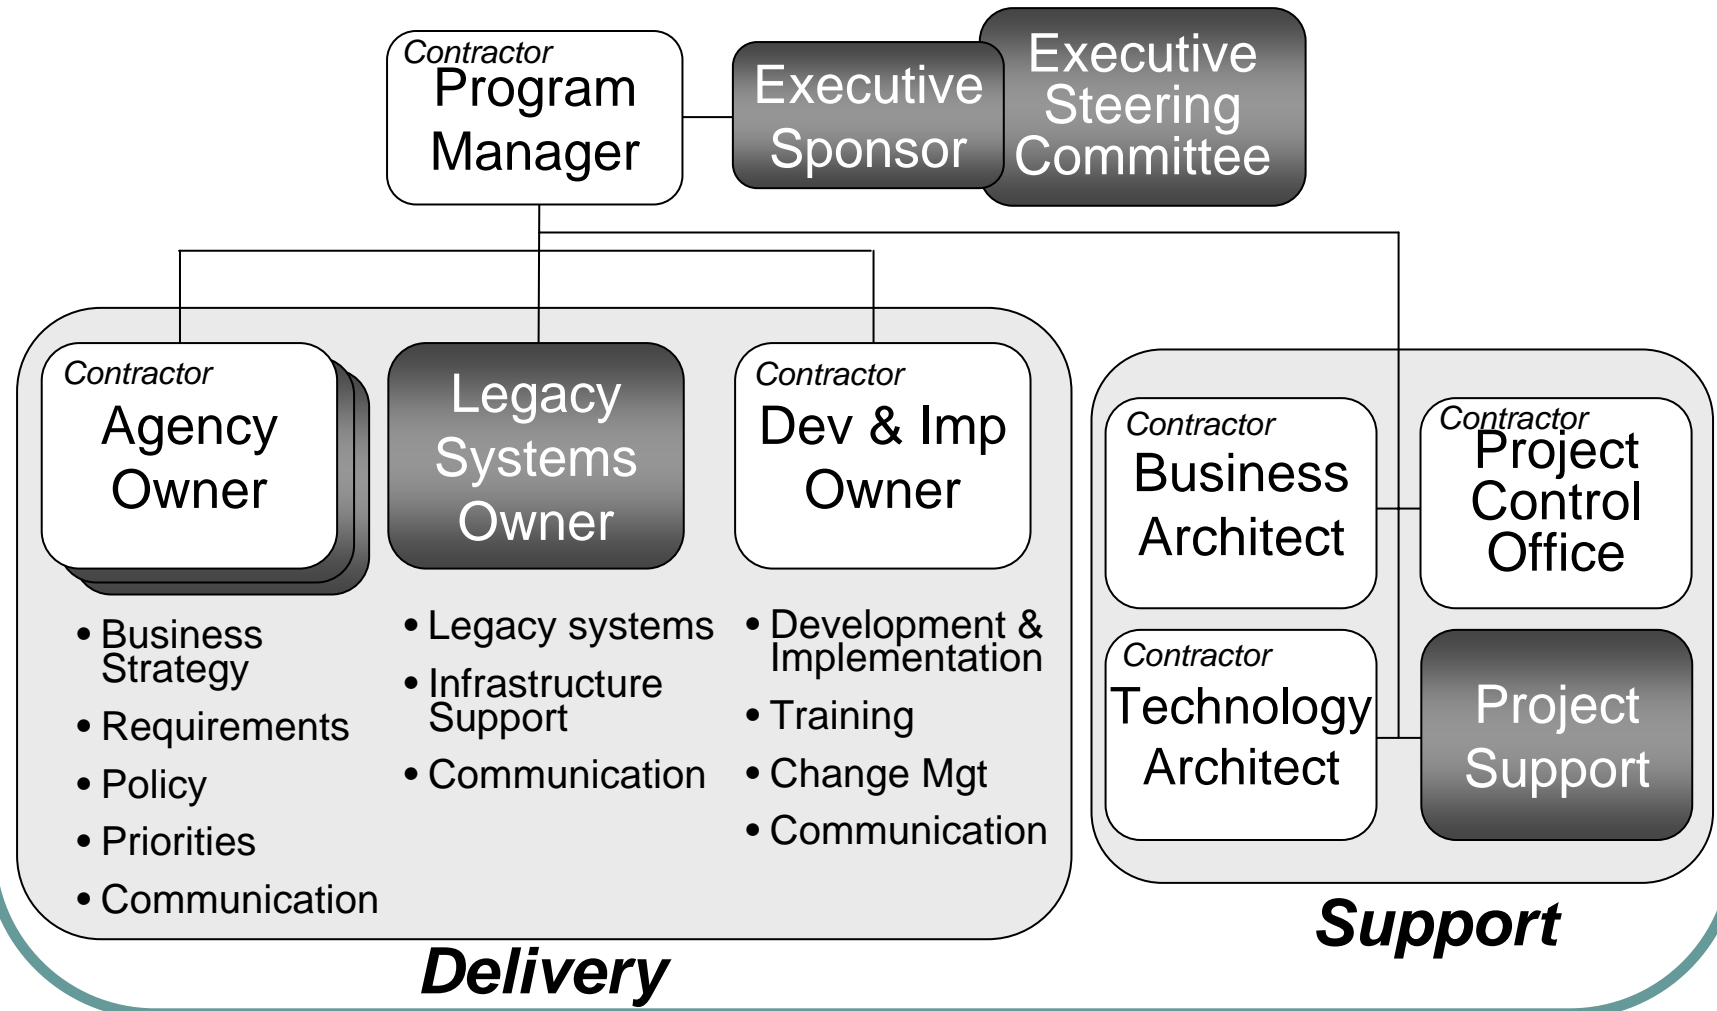 Contractor
Program
Manager
Executive
Sponsor
Executive
Steering
Committee
Contractor
Agency
Owner
Legacy
Systems
Owner
Contractor
Dev & Imp
Owner
• Business
Strategy
• Requirements
• Policy
• Priorities
• Communication
• Legacy systems
• Infrastructure
Support
• Communication
• Development &
Implementation
• Training
• Change Mgt
• Communication
Delivery
Contractor
Business
Architect
Contractor
Project
Control
Office
Contractor
Technology
Architect
Project
Support
Support